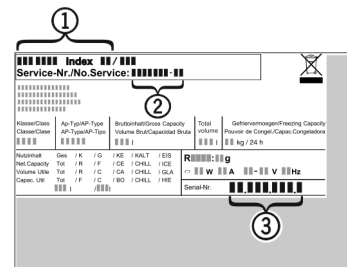 1
Index /
Service-Nr./No.Service: -
2
Klasse/Class
Classe/Clase
Ap-Typ/AP-Type
AP-Type/AP-Tipo
Bruttoinhalt/Gross Capacity
Volume Brut/Capacidad Bruta
l
Total
volume
l
Gefriervermoegen/Freezing Capacity
Pouvoir de Congel./Capac.Congeladora
kg / 24 h
Nutzinhalt Ges / K / G / KE / KALT / EIS
Net.Capacity Tot / R / F / CE / CHILL / ICE
Volume Utile Tot / R / C / CA / CHILL / GLA
Capac. Util Tot / F / C / BO / CHILL / HIE
l / l
R : g
W A - V Hz
Serial-Nr. . . .
3